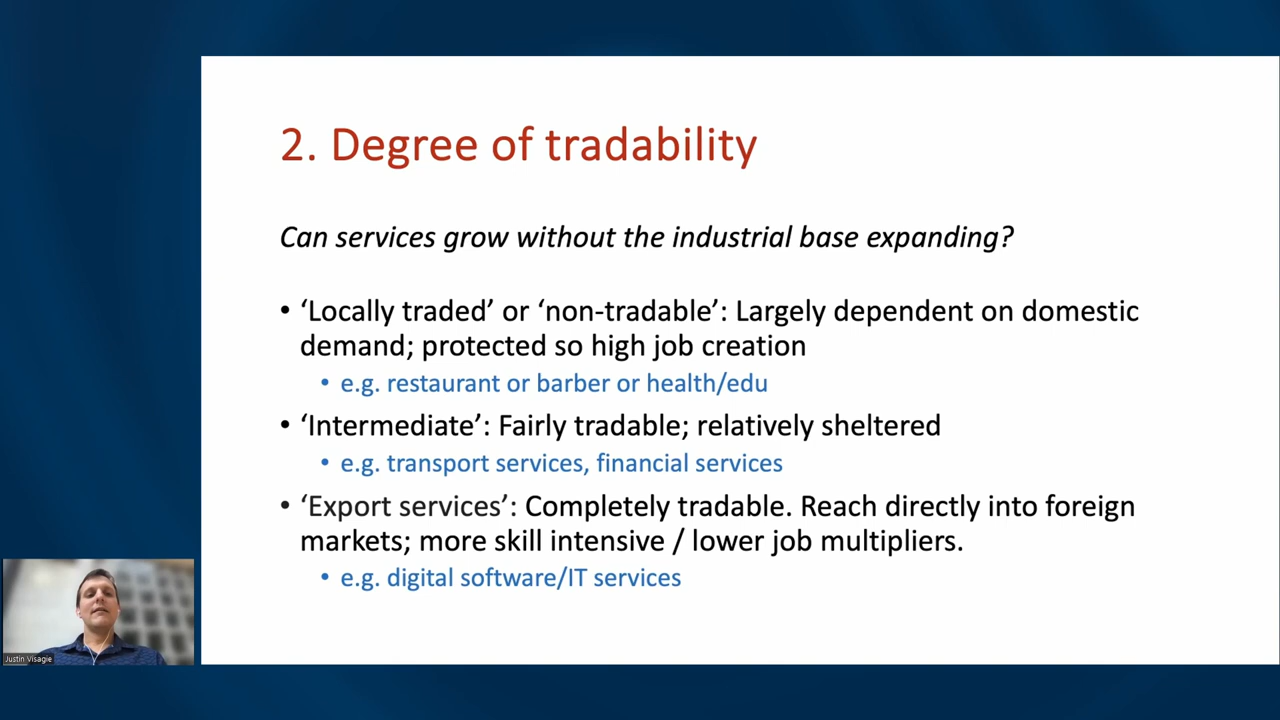 2. Degree of tradability
Can services grow without the industrial base expanding?
• ‘Locally traded’ or ‘non-tradable’: Largely dependent on domestic
demand; protected so high job creation
• e.g. restaurant or barber or health/edu
• ‘Intermediate’: Fairly tradable; relatively sheltered
• e.g. transport services, financial services
• ‘Export services’: Completely tradable. Reach directly into foreign
markets; more skill intensive / lower job multipliers.
• e.g. digital software/IT services
Justin Visagie